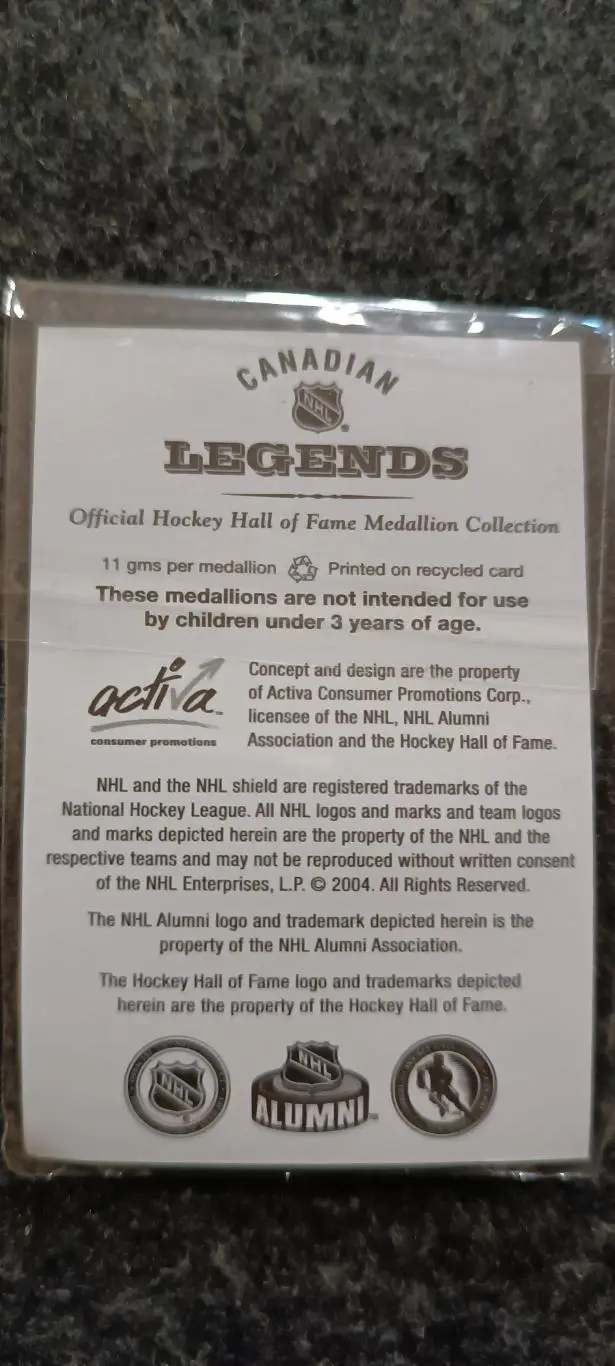 CANADIAN
NHL
LEGENDS
Official Hockey Hall of Fame Medallion Collection
11 gms per medallion Printed on recycled card
These medallions are not intended for use
by children under 3 years of age.
activa™
consumer promotions
Concept and design are the property
of Activa Consumer Promotions Corp.,
licensee of the NHL, NHL Alumni
Association and the Hockey Hall of Fame.
NHL and the NHL shield are registered trademarks of the
National Hockey League. All NHL logos and marks and team logos
and marks depicted herein are the property of the NHL and the
respective teams and may not be reproduced without written consent
of the NHL Enterprises, L.P. © 2004. All Rights Reserved.
The NHL Alumni logo and trademark depicted herein is the
property of the NHL Alumni Association.
The Hockey Hall of Fame logo and trademarks depicted
herein are the property of the Hockey Hall of Fame.
NHL
NHL
ALUMNI™